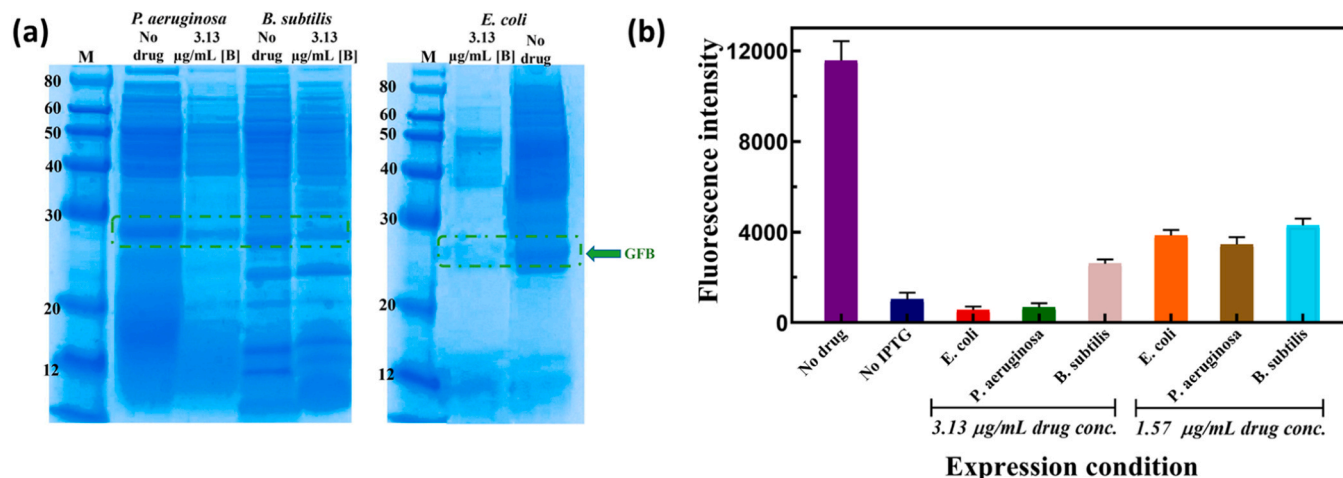 (a)
P. aeruginosa B. subtilis
M No drug 3.13 µg/mL [B] No drug 3.13 µg/mL [B]
80
60
50
40
30
20
12
E. coli
M 3.13 µg/mL [B] No drug
80
60
50
40
30
20
12
GFB
(b)
Fluorescence intensity
12000
8000
4000
0
No drug
No IPTG
E. coli
P. aeruginosa
B. subtilis
E. coli
P. aeruginosa
B. subtilis
3.13 µg/mL drug conc.
1.57 µg/mL drug conc.
Expression condition